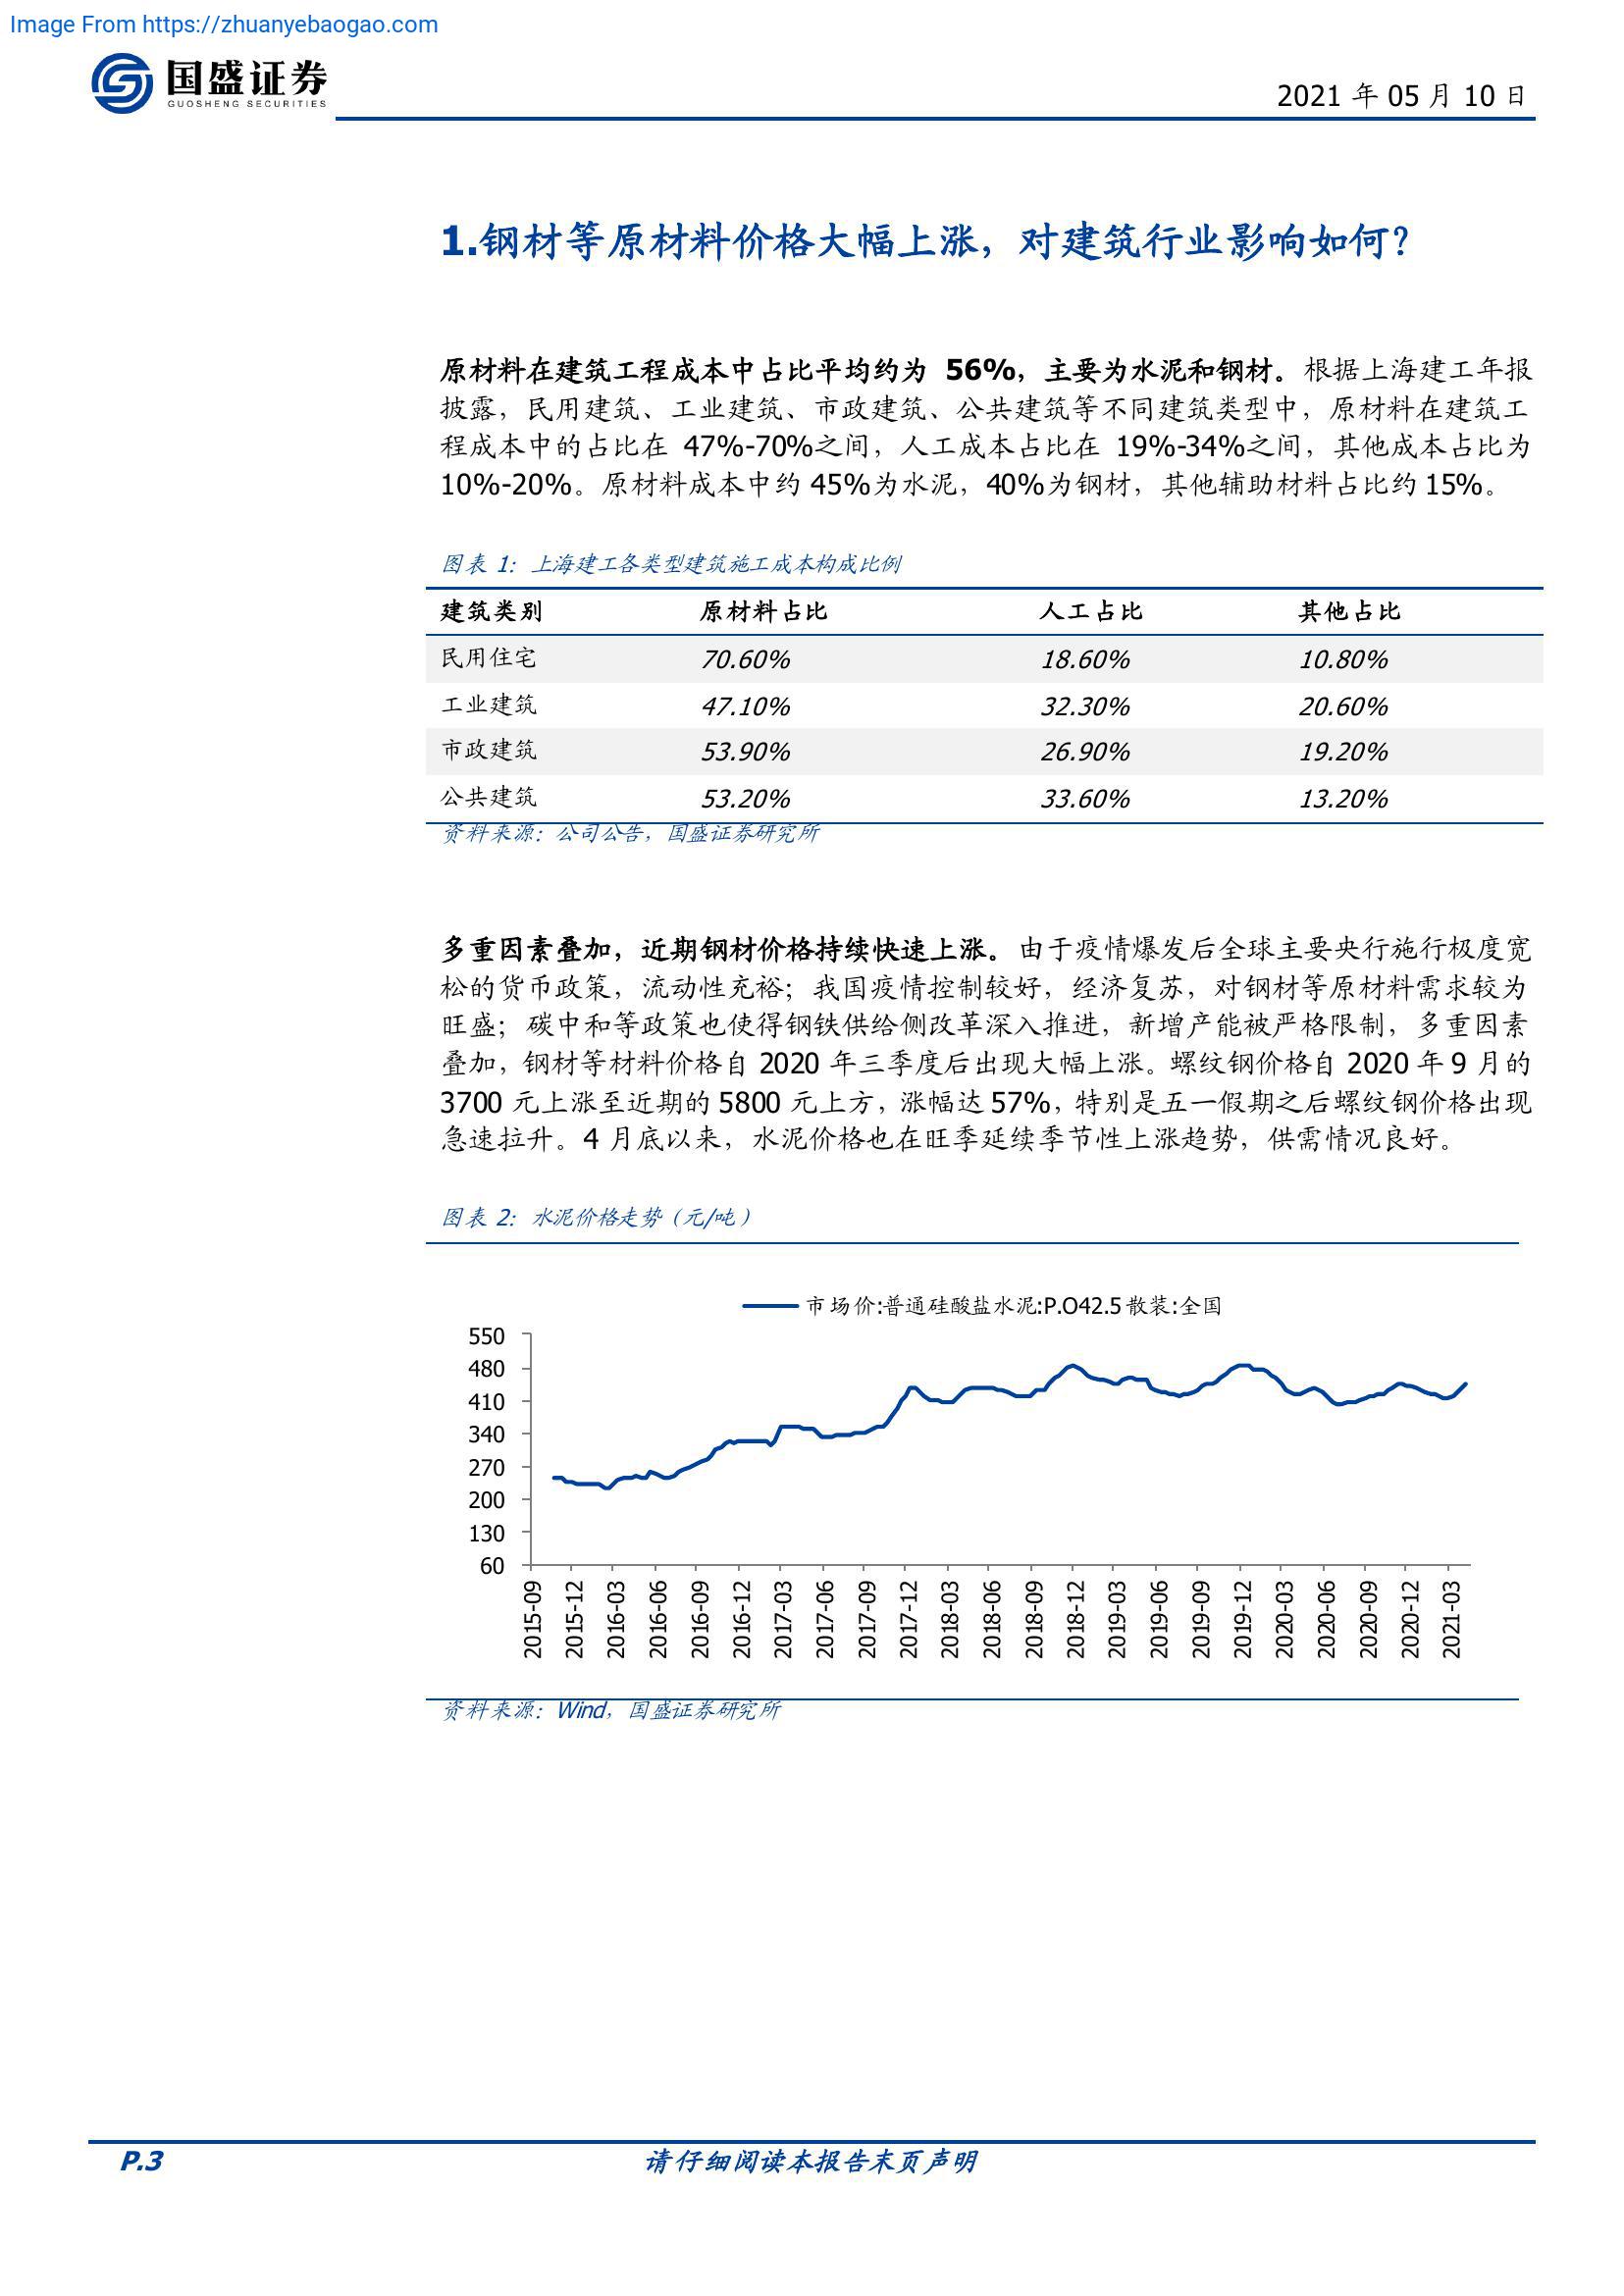 Image From https://zhuanyebaogao.com
国盛证券
GUOSHENG SECURITIES
2021 年 05 月 10 日
1.钢材等原材料价格大幅上涨，对建筑行业影响如何？
原材料在建筑工程成本中占比平均约为 56%，主要为水泥和钢材。根据上海建工年报
披露，民用建筑、工业建筑、市政建筑、公共建筑等不同建筑类型中，原材料在建筑工
程成本中的占比在 47%-70%之间，人工成本占比在 19%-34%之间，其他成本占比为
10%-20%。原材料成本中约 45%为水泥，40%为钢材，其他辅助材料占比约 15%。
图表 1：上海建工各类型建筑施工成本构成比例
建筑类别 原材料占比 人工占比 其他占比
民用住宅 70.60% 18.60% 10.80%
工业建筑 47.10% 32.30% 20.60%
市政建筑 53.90% 26.90% 19.20%
公共建筑 53.20% 33.60% 13.20%
资料来源：公司公告，国盛证券研究所
多重因素叠加，近期钢材价格持续快速上涨。由于疫情爆发后全球主要央行施行极度宽
松的货币政策，流动性充裕；我国疫情控制较好，经济复苏，对钢材等原材料需求较为
旺盛；碳中和等政策也使得钢铁供给侧改革深入推进，新增产能被严格限制，多重因素
叠加，钢材等材料价格自 2020 年三季度后出现大幅上涨。螺纹钢价格自 2020 年 9 月的
3700 元上涨至近期的 5800 元上方，涨幅达 57%，特别是五一假期之后螺纹钢价格出现
急速拉升。4 月底以来，水泥价格也在旺季延续季节性上涨趋势，供需情况良好。
图表 2：水泥价格走势（元/吨）
市场价:普通硅酸盐水泥:P.O42.5 散装:全国
550
480
410
340
270
200
130
60
2015-09
2015-12
2016-03
2016-06
2016-09
2016-12
2017-03
2017-06
2017-09
2017-12
2018-03
2018-06
2018-09
2018-12
2019-03
2019-06
2019-09
2019-12
2020-03
2020-06
2020-09
2020-12
2021-03
资料来源：Wind，国盛证券研究所
P.3 请仔细阅读本报告末页声明